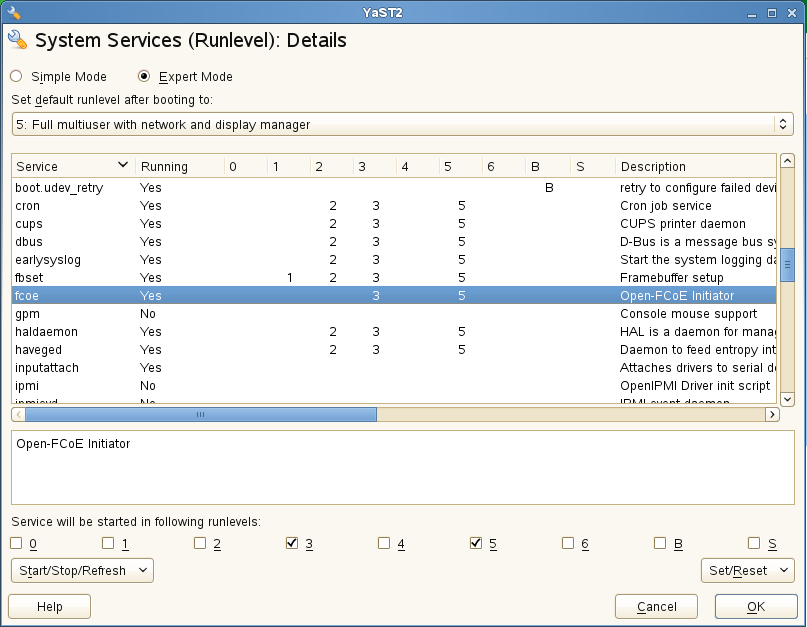 YaST2
System Services (Runlevel): Details
Simple Mode Expert Mode
Set default runlevel after booting to:
5: Full multiuser with network and display manager
Service Running 0 1 2 3 4 5 6 B S Description
boot.udev_retry Yes B retry to configure failed devi
cron Yes 2 3 5 Cron job service
cups Yes 2 3 5 CUPS printer daemon
dbus Yes 2 3 5 D-Bus is a message bus sy
earlysyslog Yes 2 3 5 Start the system logging da
fbset Yes 1 2 3 5 Framebuffer setup
fcoe Yes 3 5 Open-FCoE Initiator
gpm No Console mouse support
haldaemon Yes 2 3 5 HAL is a daemon for manag
haveged Yes 2 3 5 Daemon to feed entropy int
inputattach Yes Attaches drivers to serial de
ipmi No OpenIPMI Driver init script
ipmievd No IPMI event daemon
Open-FCoE Initiator
Service will be started in following runlevels:
0 1 2 3 4 5 6 B S
Start/Stop/Refresh Set/Reset
Help Cancel OK